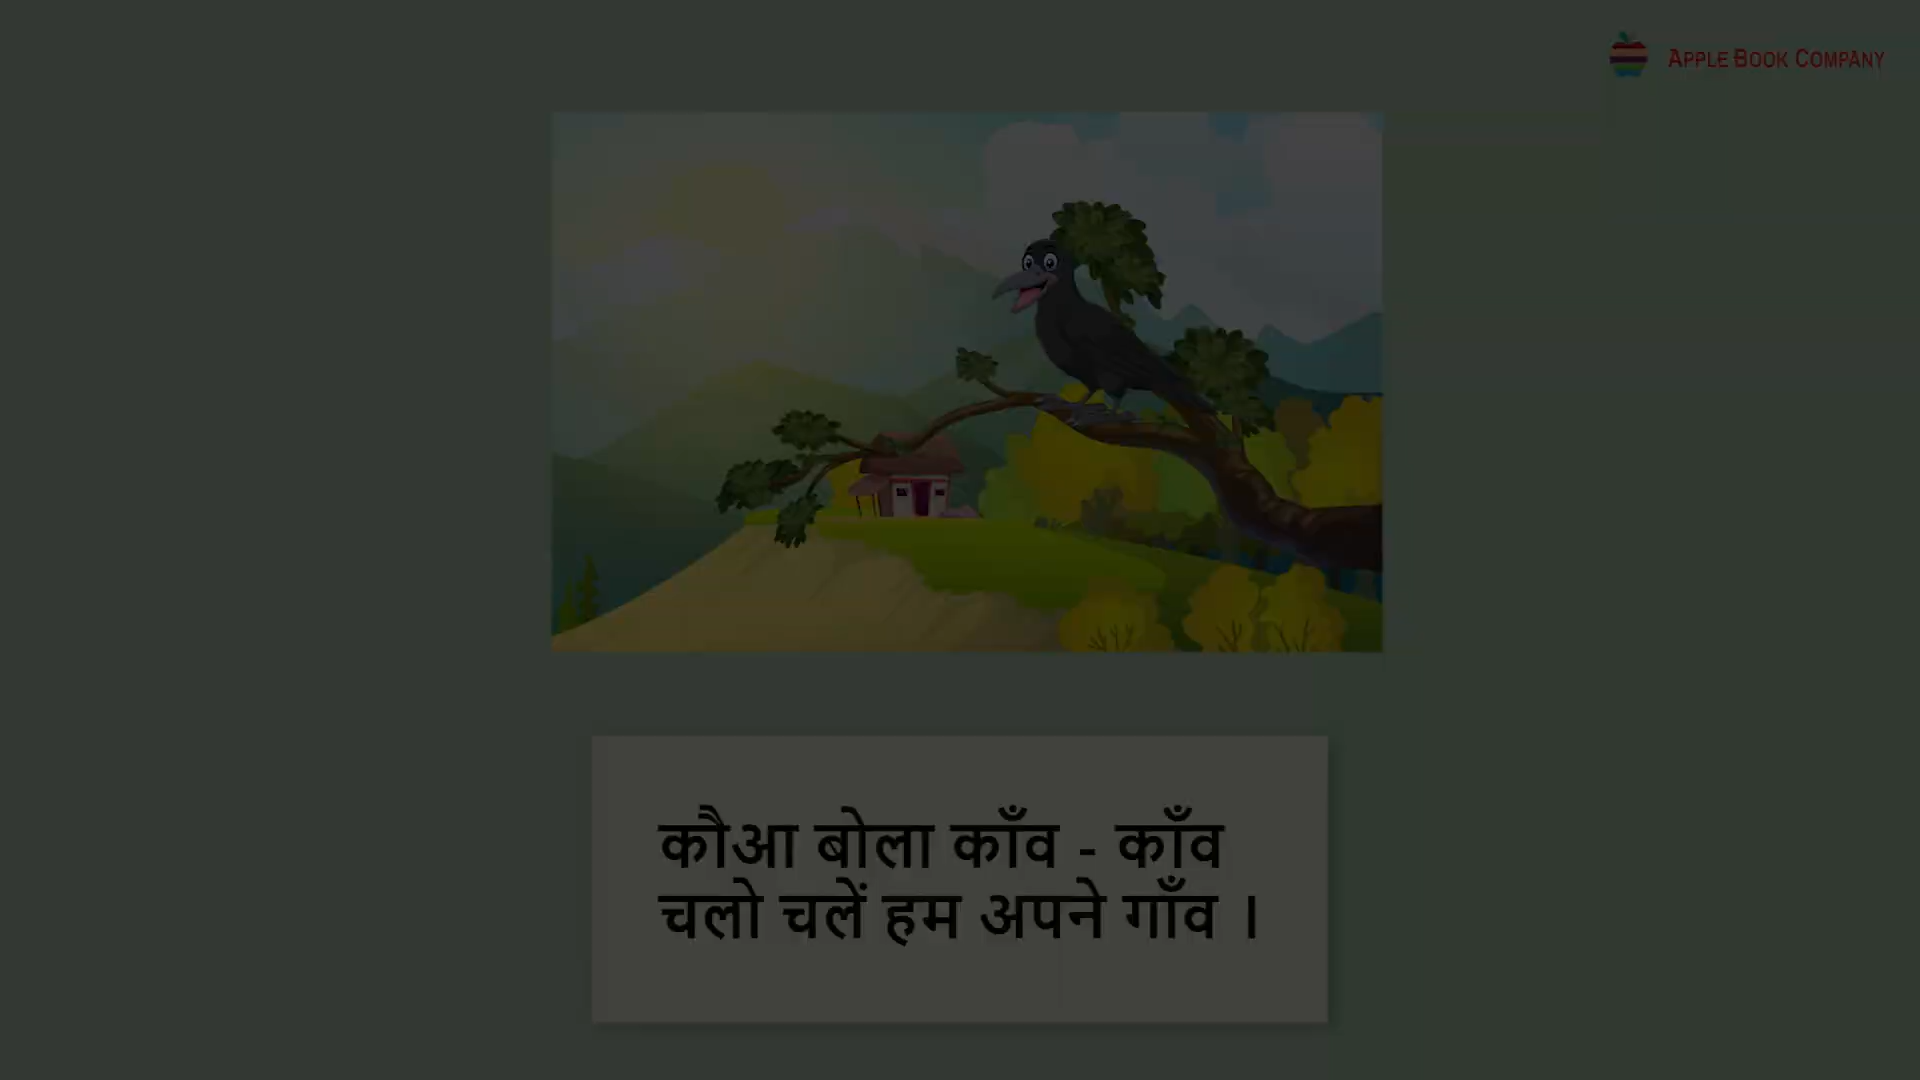 APPLE BOOK COMPANY
कौआ बोला काँव - काँव
चलो चलें हम अपने गाँव ।